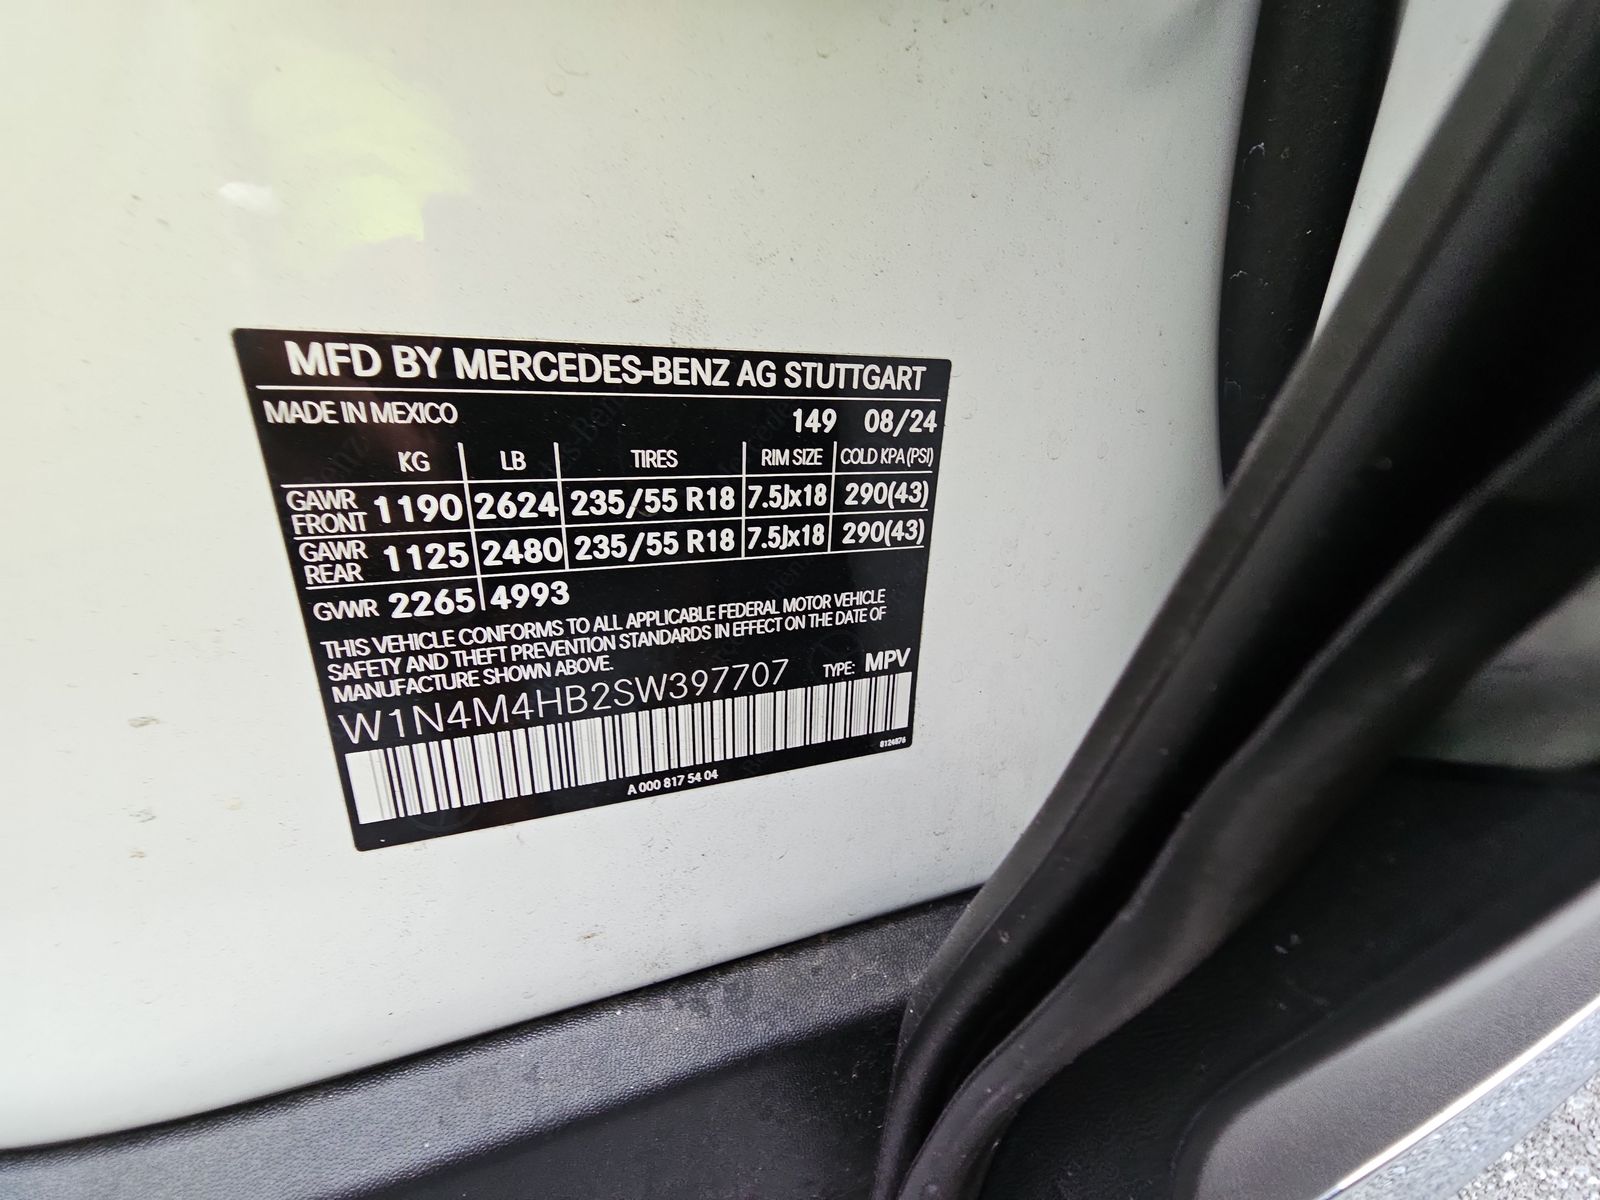 MFD BY MERCEDES-BENZ AG STUTTGART
MADE IN MEXICO 149 08/24
KG LB TIRES RIM SIZE COLD KPA (PSI)
GAWR FRONT 1190 2624 235/55 R18 7.5Jx18 290(43)
GAWR REAR 1125 2480 235/55 R18 7.5Jx18 290(43)
GVWR 2265 4993
THIS VEHICLE CONFORMS TO ALL APPLICABLE FEDERAL MOTOR VEHICLE
SAFETY AND THEFT PREVENTION STANDARDS IN EFFECT ON THE DATE OF
MANUFACTURE SHOWN ABOVE.
W1N4M4HB2SW397707 TYPE: MPV
8124876
A 000 817 54 04